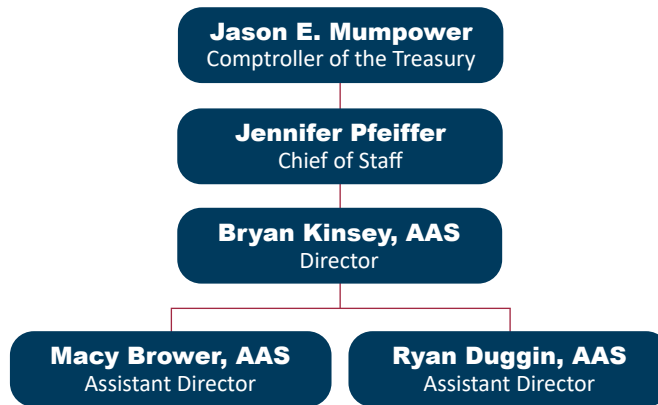 Jason E. Mumpower
Comptroller of the Treasury
Jennifer Pfeiffer
Chief of Staff
Bryan Kinsey, AAS
Director
Macy Brower, AAS
Assistant Director
Ryan Duggin, AAS
Assistant Director